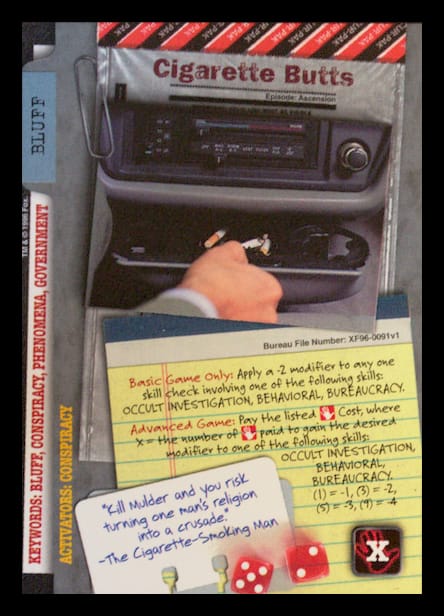 Cigarette Butts
Episode: Ascension
BLUFF
TM & © 1996 Fox.
KEYWORDS: BLUFF, CONSPIRACY, PHENOMENA, GOVERNMENT
ACTIVATORS: CONSPIRACY
Bureau File Number: XF96-0091v1
Basic Game Only: Apply a -2 modifier to any one
skill check involving one of the following skills:
OCCULT INVESTIGATION, BEHAVIORAL, BUREAUCRACY.
Advanced Game: Pay the listed Cost, where
X = the number of paid to gain the desired
modifier to one of the following skills:
OCCULT INVESTIGATION,
BEHAVIORAL,
BUREAUCRACY.
(1) = -1, (3) = -2,
(5) = -3, (9) = -4
"Kill Mulder and you risk
turning one man's religion
into a crusade."
-The Cigarette-Smoking Man
X